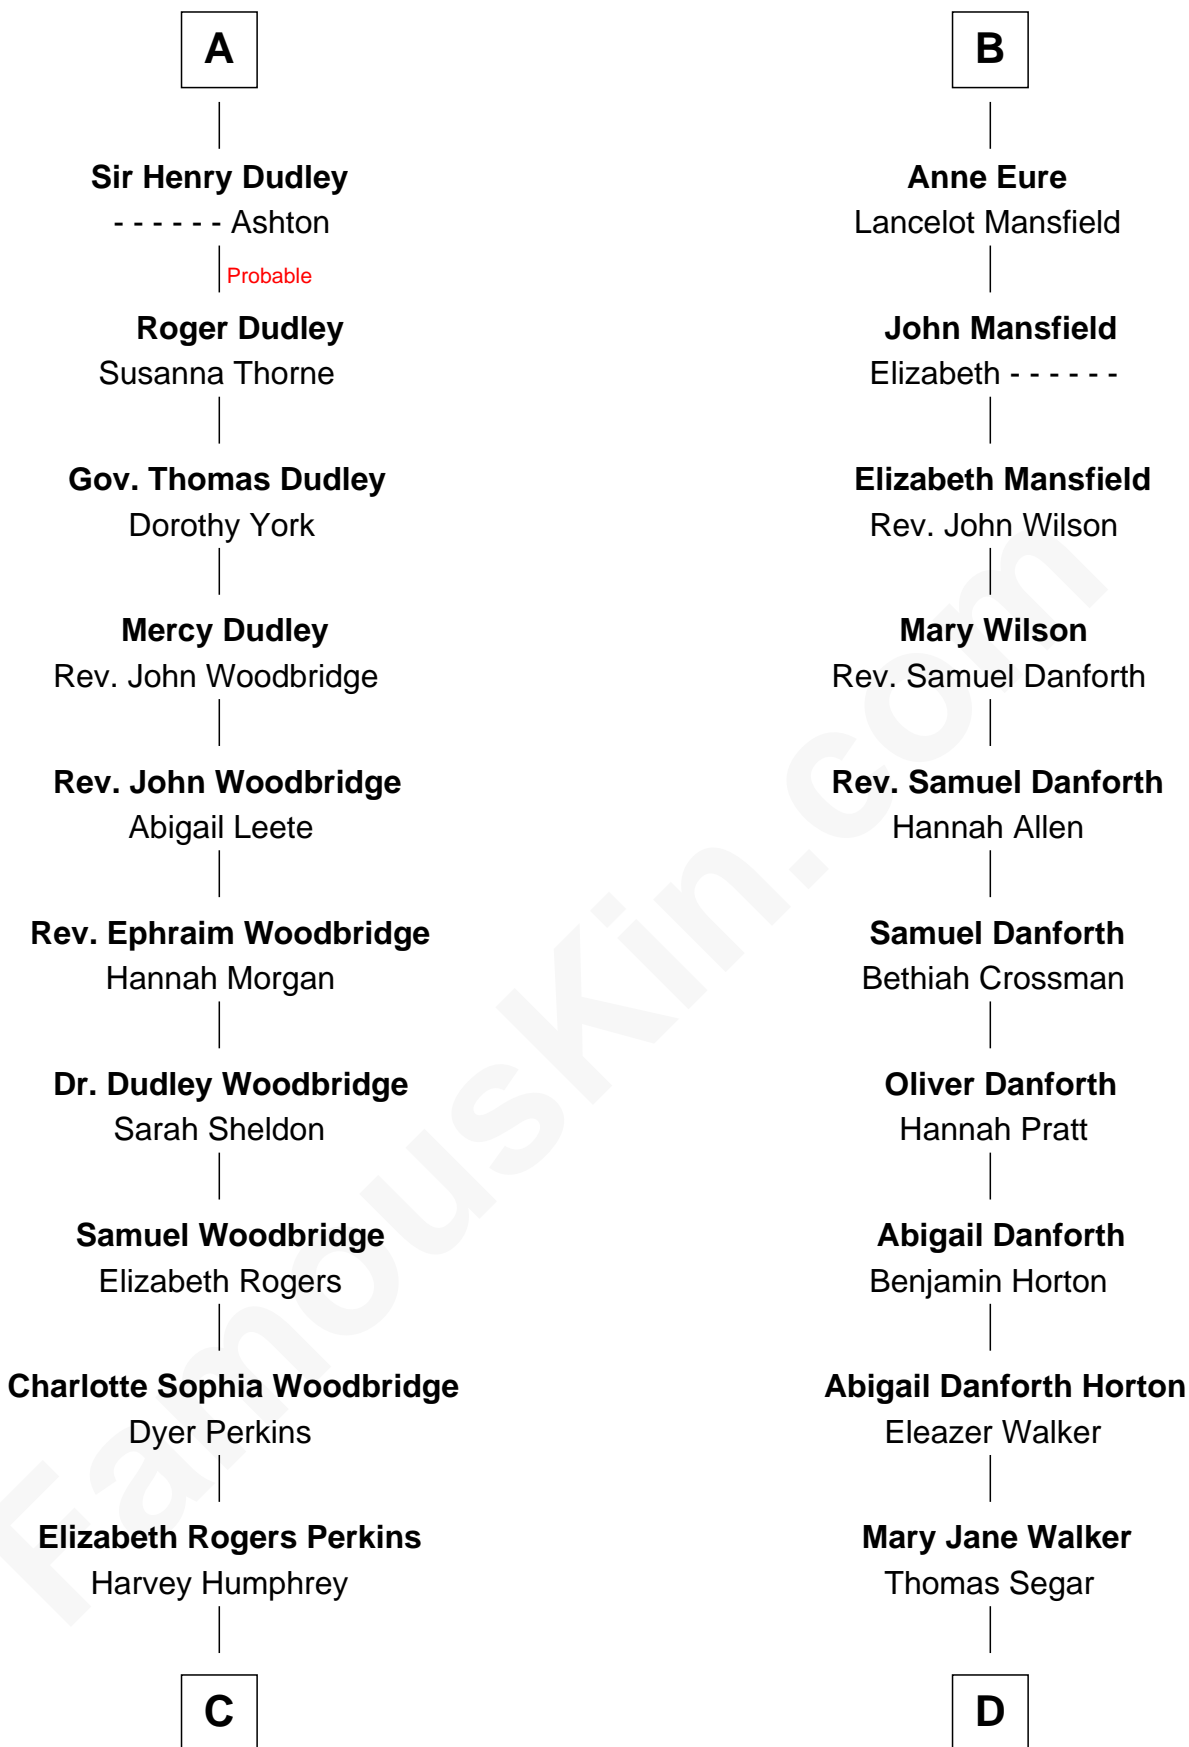 A
Sir Henry Dudley
- - - - - - Ashton
Probable
Roger Dudley
Susanna Thorne
Gov. Thomas Dudley
Dorothy York
Mercy Dudley
Rev. John Woodbridge
Rev. John Woodbridge
Abigail Leete
Rev. Ephraim Woodbridge
Hannah Morgan
Dr. Dudley Woodbridge
Sarah Sheldon
Samuel Woodbridge
Elizabeth Rogers
Charlotte Sophia Woodbridge
Dyer Perkins
Elizabeth Rogers Perkins
Harvey Humphrey
C
B
Anne Eure
Lancelot Mansfield
John Mansfield
Elizabeth - - - - - -
Elizabeth Mansfield
Rev. John Wilson
Mary Wilson
Rev. Samuel Danforth
Rev. Samuel Danforth
Hannah Allen
Samuel Danforth
Bethiah Crossman
Oliver Danforth
Hannah Pratt
Abigail Danforth
Benjamin Horton
Abigail Danforth Horton
Eleazer Walker
Mary Jane Walker
Thomas Segar
D
FamousKin.com